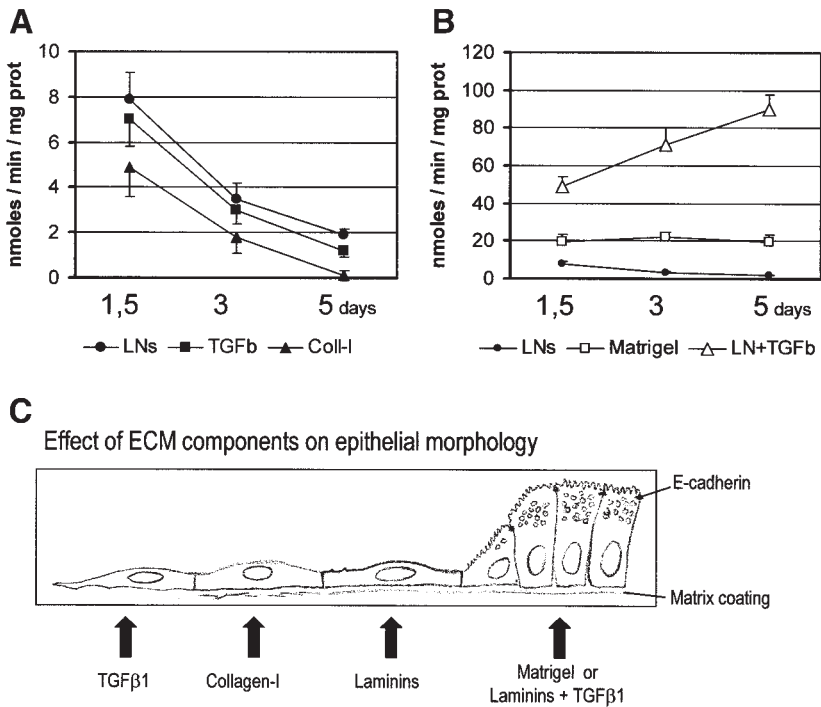 A
nmoles / min / mg prot
10
8
6
4
2
0
1,5 3 5 days
LNs TGFb Coll-I
B
nmoles / min / mg prot
120
100
80
60
40
20
0
1,5 3 5 days
LNs Matrigel LN+TGFb
C
Effect of ECM components on epithelial morphology
E-cadherin
Matrix coating
TGFβ1 Collagen-I Laminins Matrigel or
Laminins + TGFβ1